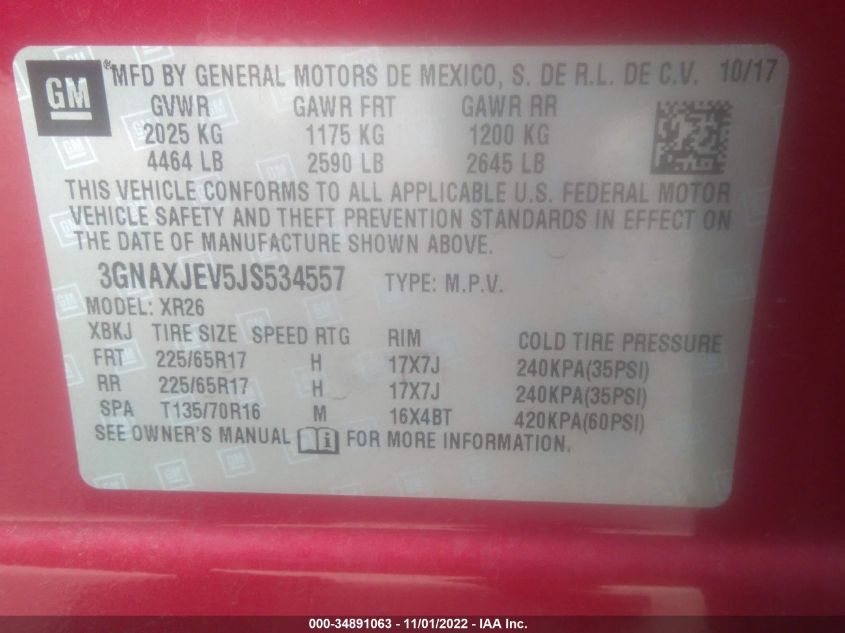 GM
MFD BY GENERAL MOTORS DE MEXICO, S. DE R.L. DE C.V. 10/17
GVWR GAWR FRT GAWR RR
2025 KG 1175 KG 1200 KG
4464 LB 2590 LB 2645 LB
THIS VEHICLE CONFORMS TO ALL APPLICABLE U.S. FEDERAL MOTOR
VEHICLE SAFETY AND THEFT PREVENTION STANDARDS IN EFFECT ON
THE DATE OF MANUFACTURE SHOWN ABOVE.
3GNAXJEV5JS534557 TYPE: M.P.V.
MODEL: XR26
XBKJ TIRE SIZE SPEED RTG RIM COLD TIRE PRESSURE
FRT 225/65R17 H 17X7J 240KPA(35PSI)
RR 225/65R17 H 17X7J 240KPA(35PSI)
SPA T135/70R16 M 16X4BT 420KPA(60PSI)
SEE OWNER'S MANUAL i FOR MORE INFORMATION.
000-34891063 - 11/01/2022 - IAA Inc.